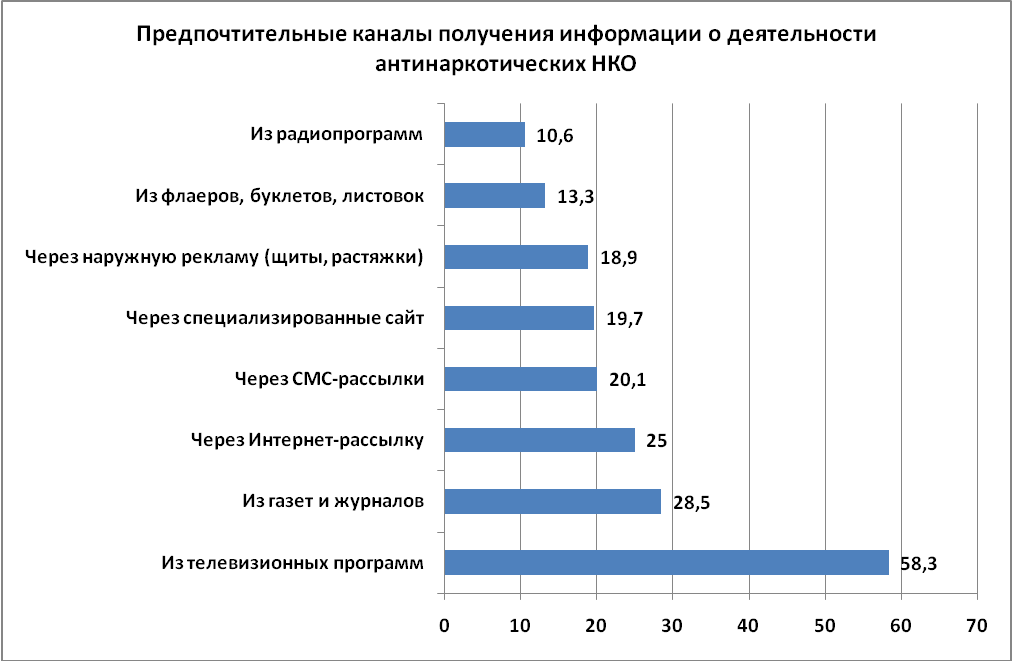 Предпочтительные каналы получения информации о деятельности
антинаркотических НКО
Из радиопрограмм 10,6
Из флаеров, буклетов, листовок 13,3
Через наружную рекламу (щиты, растяжки) 18,9
Через специализированные сайт 19,7
Через СМС-рассылки 20,1
Через Интернет-рассылку 25
Из газет и журналов 28,5
Из телевизионных программ 58,3
0 10 20 30 40 50 60 70